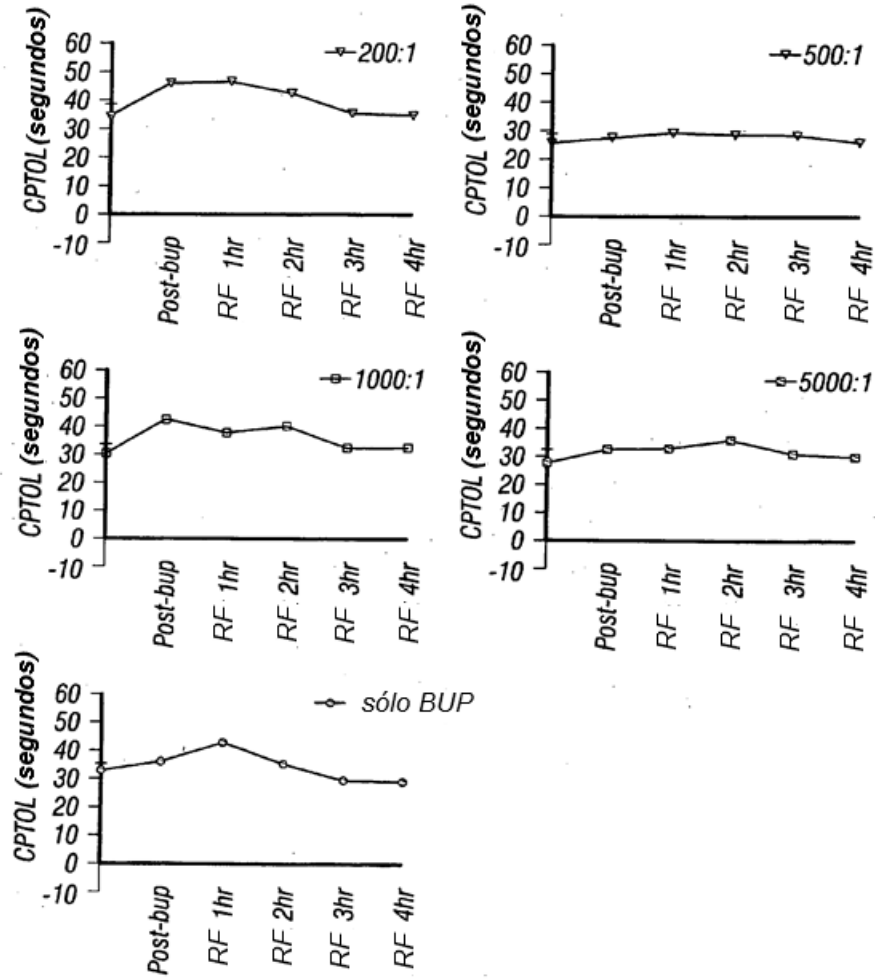 CPTOL (segundos)
60
50
40
30
20
10
0
-10
200:1
Post-bup
RF 1hr
RF 2hr
RF 3hr
RF 4hr
CPTOL (segundos)
60
50
40
30
20
10
0
-10
500:1
Post-bup
RF 1hr
RF 2hr
RF 3hr
RF 4hr
CPTOL (segundos)
60
50
40
30
20
10
0
-10
1000:1
Post-bup
RF 1hr
RF 2hr
RF 3hr
RF 4hr
CPTOL (segundos)
60
50
40
30
20
10
0
-10
5000:1
Post-bup
RF 1hr
RF 2hr
RF 3hr
RF 4hr
CPTOL (segundos)
60
50
40
30
20
10
0
-10
sólo BUP
Post-bup
RF 1hr
RF 2hr
RF 3hr
RF 4hr